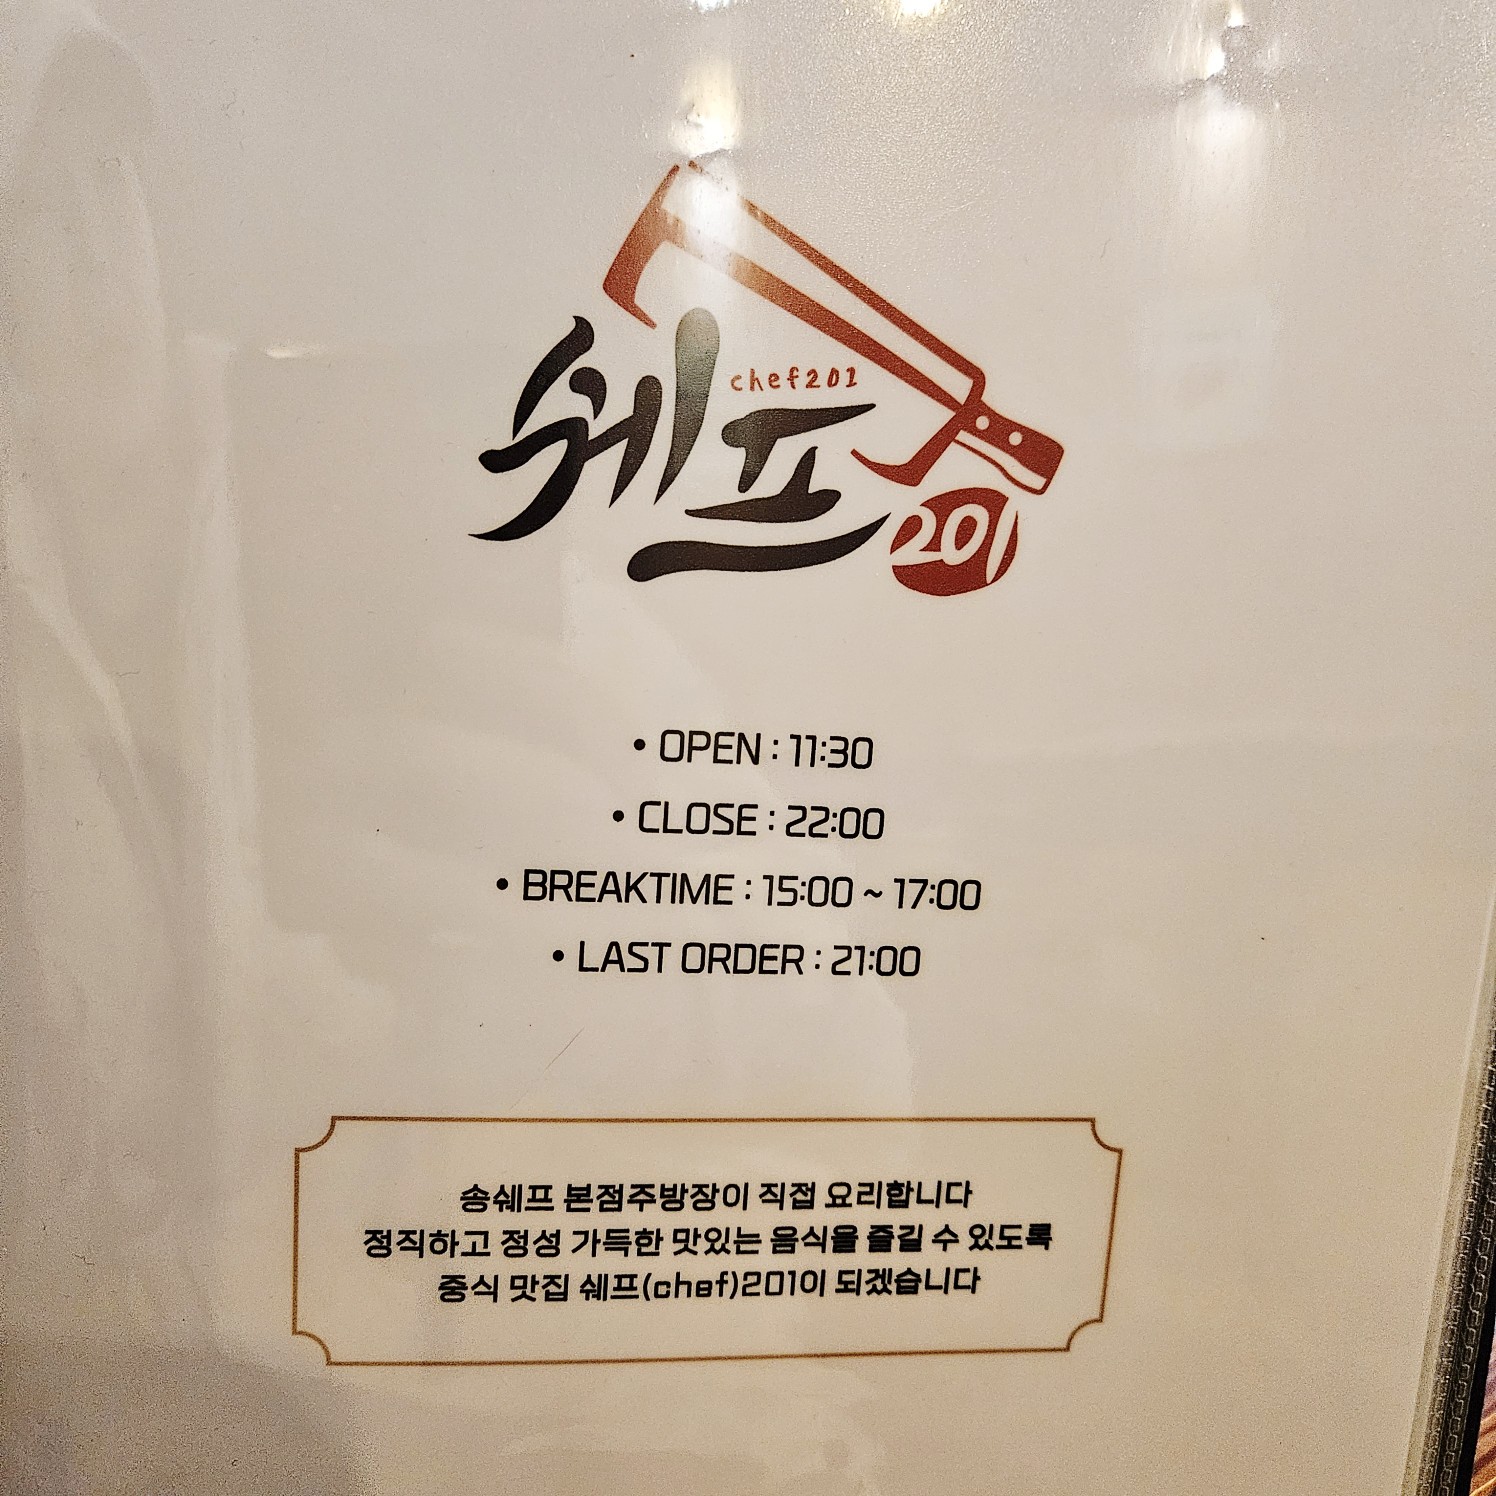 chef201
쉐프
201
• OPEN : 11:30
• CLOSE : 22:00
• BREAKTIME : 15:00 ~ 17:00
• LAST ORDER : 21:00
송쉐프 본점주방장이 직접 요리합니다
정직하고 정성 가득한 맛있는 음식을 즐길 수 있도록
중식 맛집 쉐프(chef)201이 되겠습니다